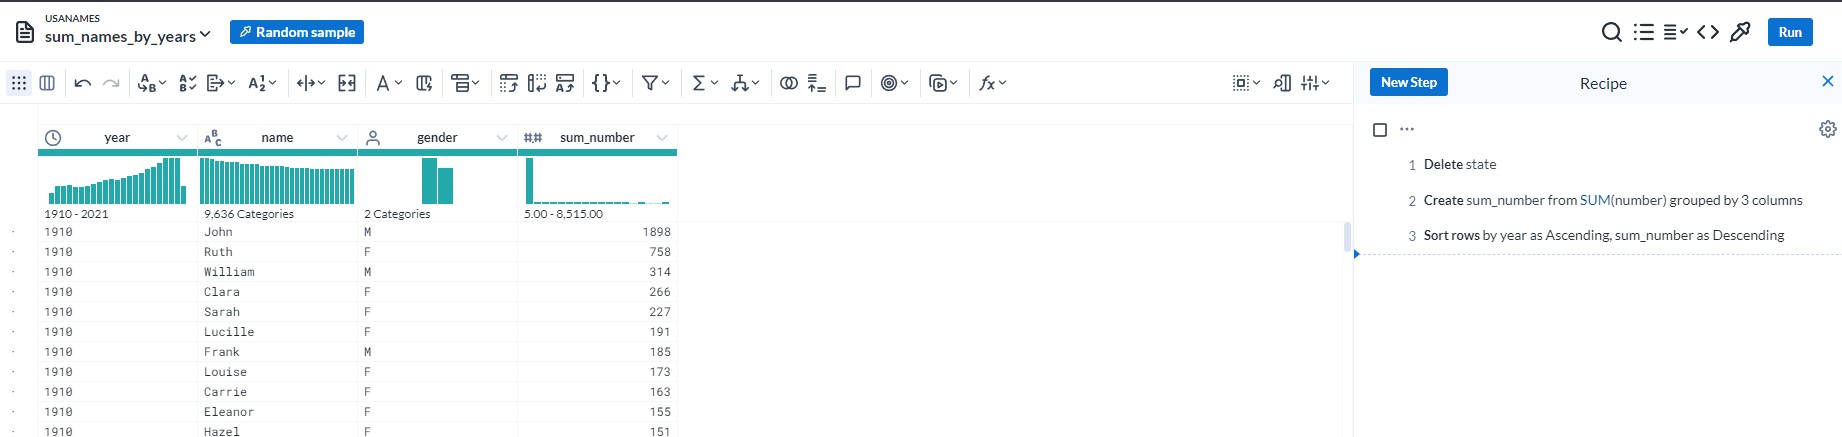 USANAMES
sum_names_by_years
Random sample
Run
New Step
Recipe
year name gender sum_number
1910 - 2021 9,636 Categories 2 Categories 5.00 - 8,515.00
1910 John M 1898
1910 Ruth F 758
1910 William M 314
1910 Clara F 266
1910 Sarah F 227
1910 Lucille F 191
1910 Frank M 185
1910 Louise F 173
1910 Carrie F 163
1910 Eleanor F 155
1910 Hazel F 151
1 Delete state
2 Create sum_number from SUM(number) grouped by 3 columns
3 Sort rows by year as Ascending, sum_number as Descending